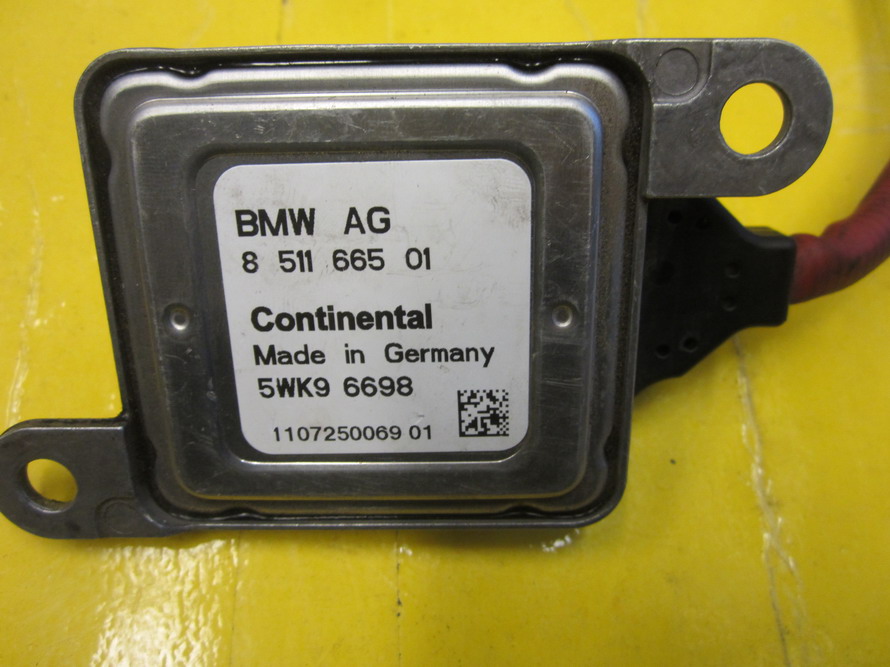 BMW AG
8 511 665 01
Continental
Made in Germany
5WK9 6698
1107250069 01